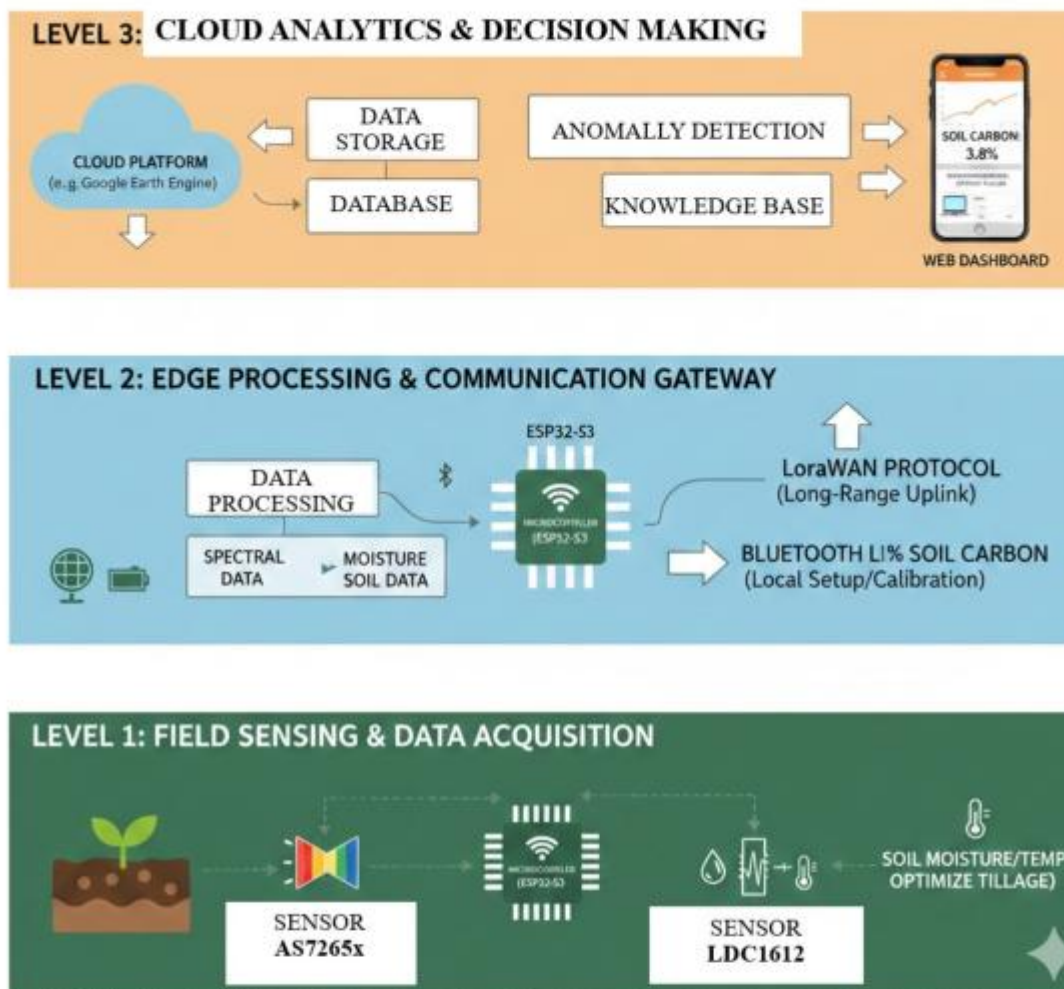 LEVEL 3: CLOUD ANALYTICS & DECISION MAKING
CLOUD PLATFORM
(e.g. Google Earth Engine)
DATA
STORAGE
DATABASE
ANOMALLY DETECTION
KNOWLEDGE BASE
SOIL CARBON
3.8%
WEB DASHBOARD
LEVEL 2: EDGE PROCESSING & COMMUNICATION GATEWAY
DATA
PROCESSING
SPECTRAL
DATA
MOISTURE
SOIL DATA
ESP32-S3
(ESP32-S3
LoraWAN PROTOCOL
(Long-Range Uplink)
BLUETOOTH L!% SOIL CARBON
(Local Setup/Calibration)
LEVEL 1: FIELD SENSING & DATA ACQUISITION
SENSOR
AS7265x
(ESP32-S3
SENSOR
LDC1612
SOIL MOISTURE/TEMP
OPTIMIZE TILLAGE)